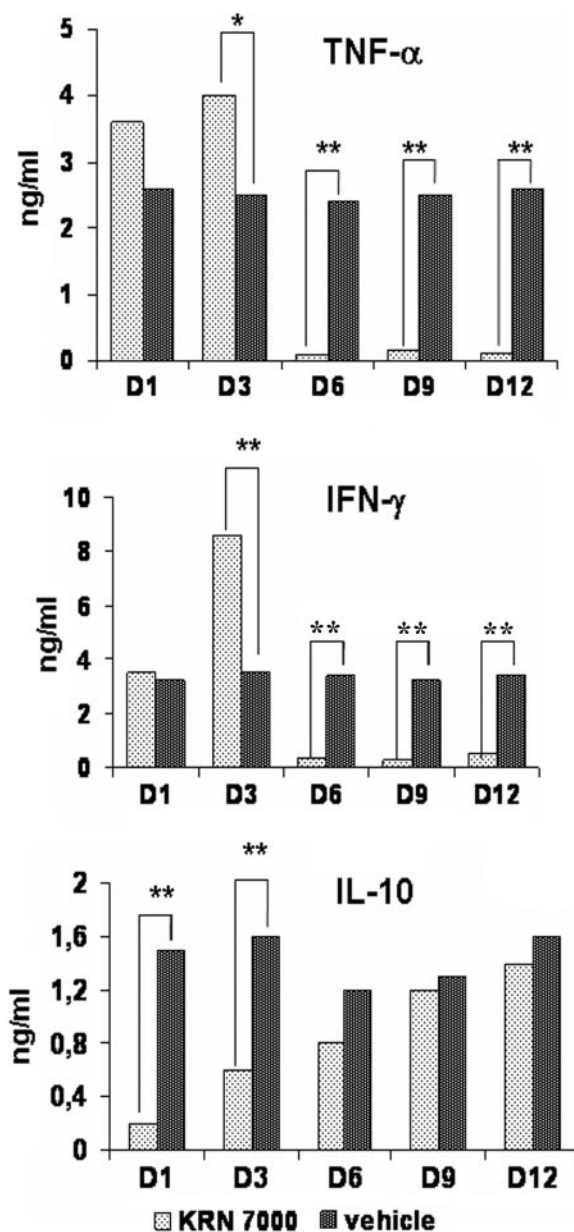 TNF-α
*
** ** **
5
4
3
2
1
0
ng/ml
D1 D3 D6 D9 D12
IFN-γ
**
** ** **
10
8
6
4
2
0
ng/ml
D1 D3 D6 D9 D12
IL-10
** **
2
1,6
1,2
0,8
0,4
0
ng/ml
D1 D3 D6 D9 D12
KRN 7000 vehicle